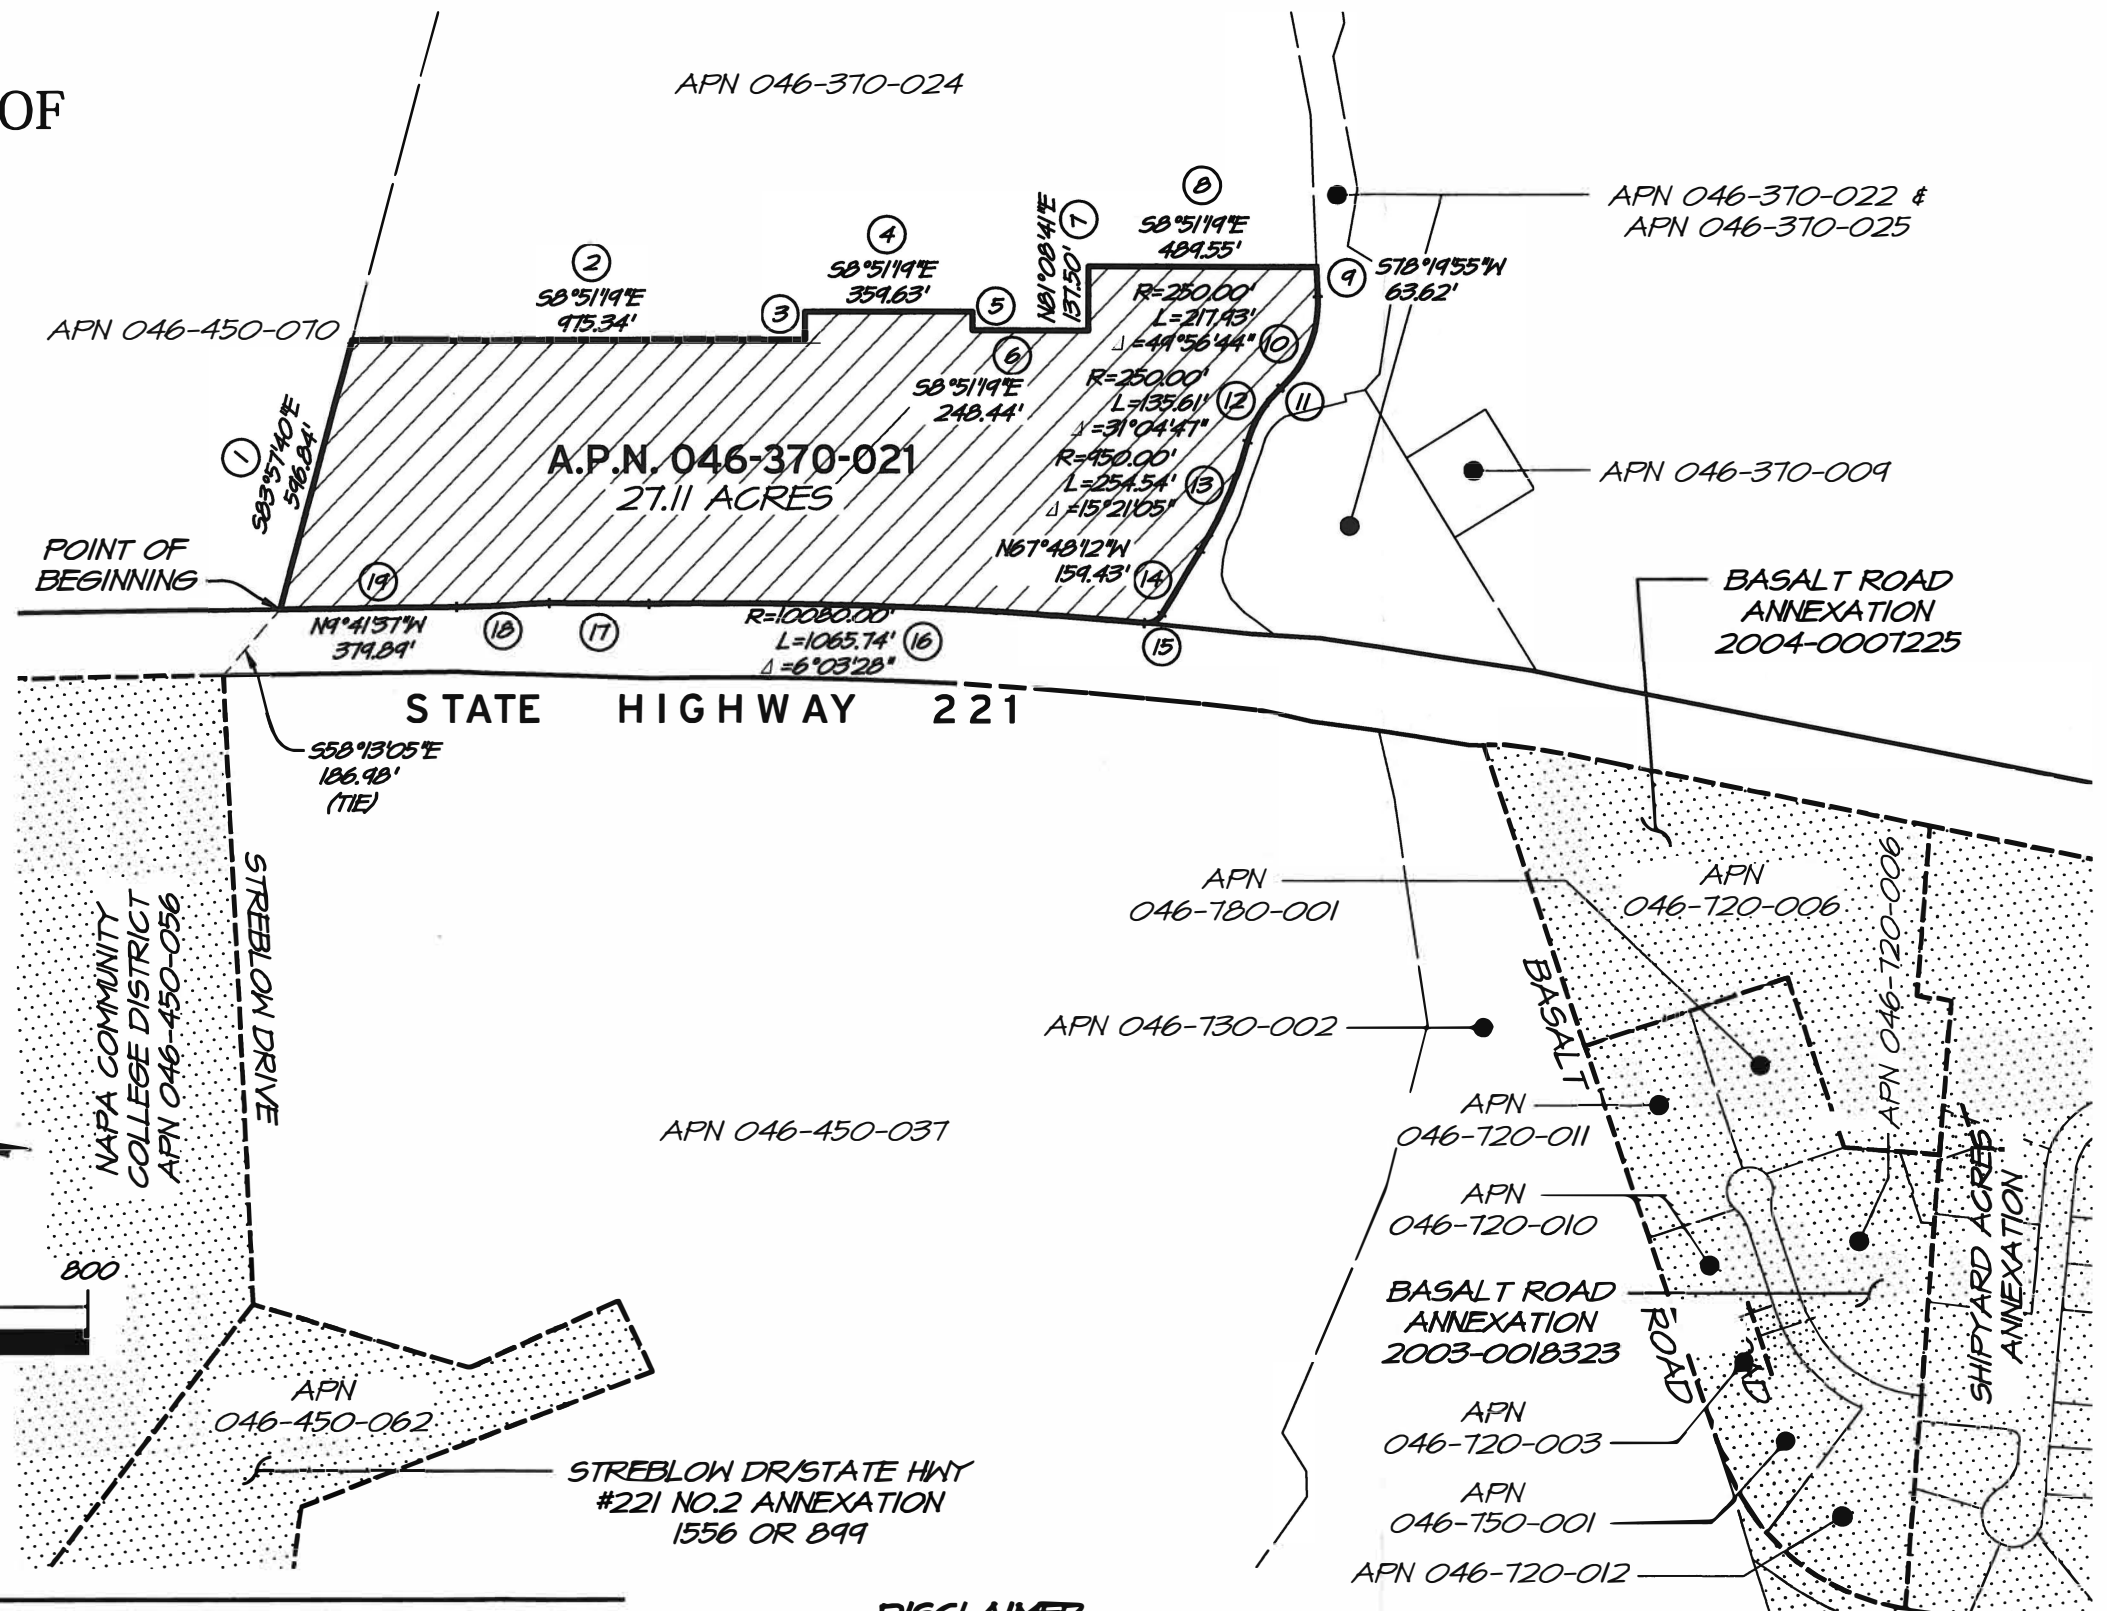 OF
APN 046-370-024
APN 046-370-022 &
APN 046-370-025
APN 046-450-070
2
S8°51'19"E
975.34'
3
4
S8°51'19"E
359.63'
5
6
S8°51'19"E
248.44'
N81°08'41"E
137.50'
7
8
S8°51'19"E
489.55'
9
S78°19'55"W
63.62'
R=250.00'
L=217.93'
Δ=49°56'44"
10
11
R=250.00'
L=135.61'
Δ=31°04'47"
12
R=950.00'
L=254.54'
Δ=15°21'05"
13
N67°48'12"W
159.43'
14
15
1
S83°57'40"E
596.84'
A.P.N. 046-370-021
27.11 ACRES
APN 046-370-009
POINT OF
BEGINNING
19
N9°41'37"W
379.89'
18
17
R=10080.00'
L=1065.74'
Δ=6°03'28"
16
BASALT ROAD
ANNEXATION
2004-0007225
STATE HIGHWAY 221
S58°13'05"E
186.98'
(TIE)
STREBLOW DRIVE
NAPA COMMUNITY
COLLEGE DISTRICT
APN 046-450-056
APN
046-780-001
APN
046-720-006
APN 046-720-006
BASALT
ROAD
APN 046-730-002
APN 046-450-037
APN
046-720-011
APN
046-720-010
SHIPYARD ACRES
ANNEXATION
800
BASALT ROAD
ANNEXATION
2003-0018323
APN
046-450-062
APN
046-720-003
STREBLOW DR/STATE HWY
#221 NO.2 ANNEXATION
1556 OR 899
APN
046-750-001
APN 046-720-012
DISCLAIMER